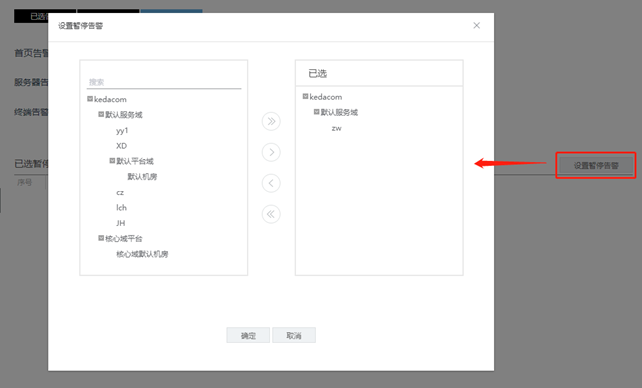 已选
设置暂停告警
首页告警
服务器告
终端告警
已选暂停
序号
设置暂停告警
搜索
kedacom
默认服务域
yy1
XD
默认平台域
默认机房
cz
lch
JH
核心域平台
核心域默认机房
已选
kedacom
默认服务域
zw
确定
取消